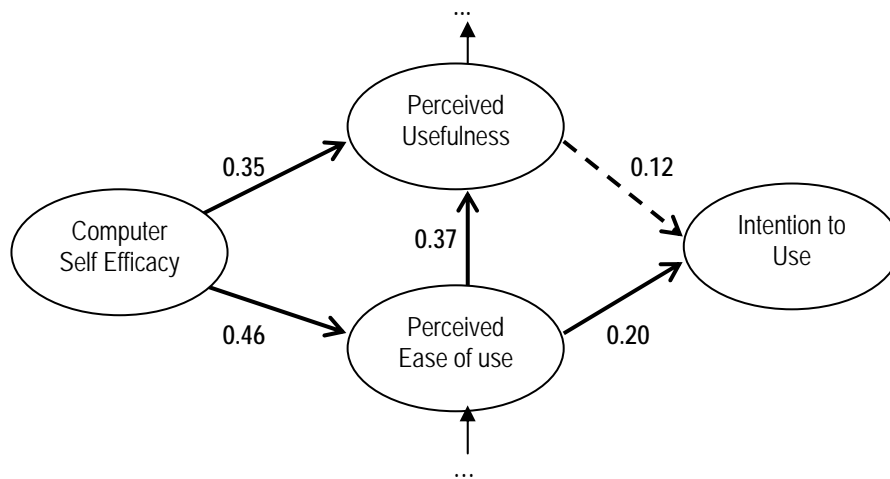 ...
Perceived
Usefulness
0.35
0.12
Computer
Self Efficacy
0.37
Intention to
Use
0.46
Perceived
Ease of use
0.20
...